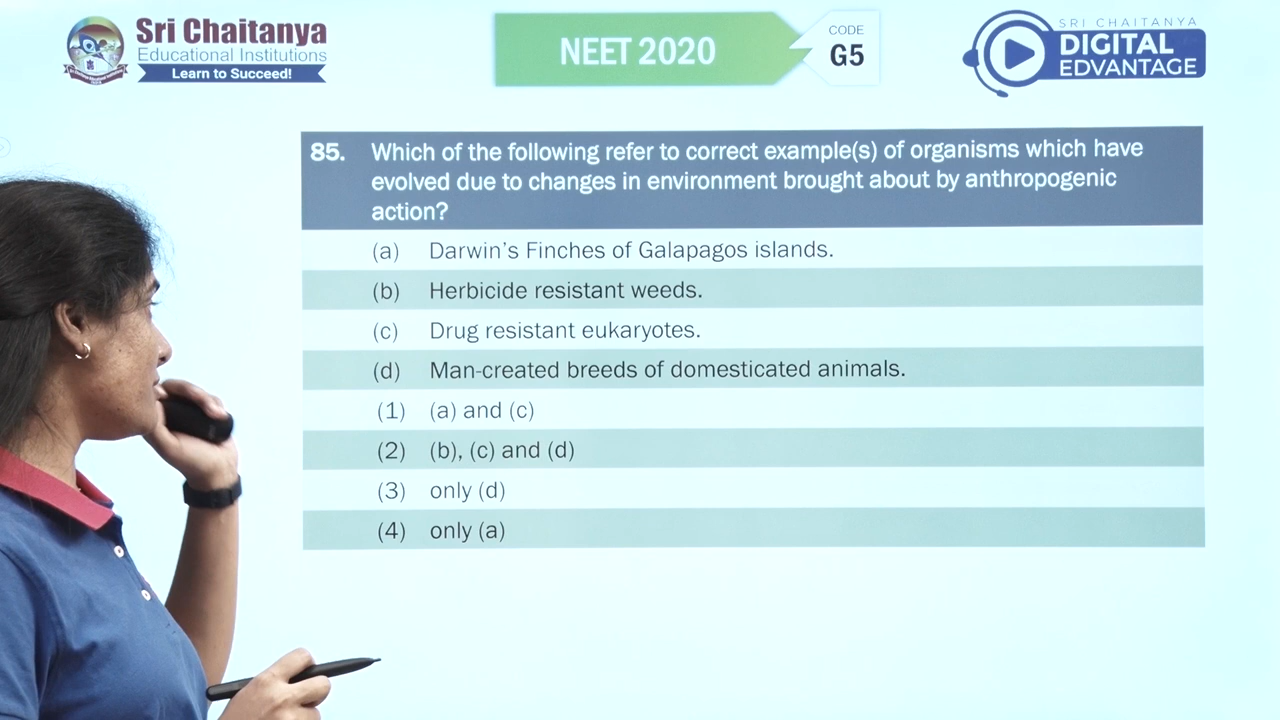 Sri Chaitanya
Educational Institutions
Learn to Succeed!
NEET 2020
CODE
G5
SRI CHAITANYA
DIGITAL
EDVANTAGE
85. Which of the following refer to correct example(s) of organisms which have
evolved due to changes in environment brought about by anthropogenic
action?
(a) Darwin's Finches of Galapagos islands.
(b) Herbicide resistant weeds.
(c) Drug resistant eukaryotes.
(d) Man-created breeds of domesticated animals.
(1) (a) and (c)
(2) (b), (c) and (d)
(3) only (d)
(4) only (a)